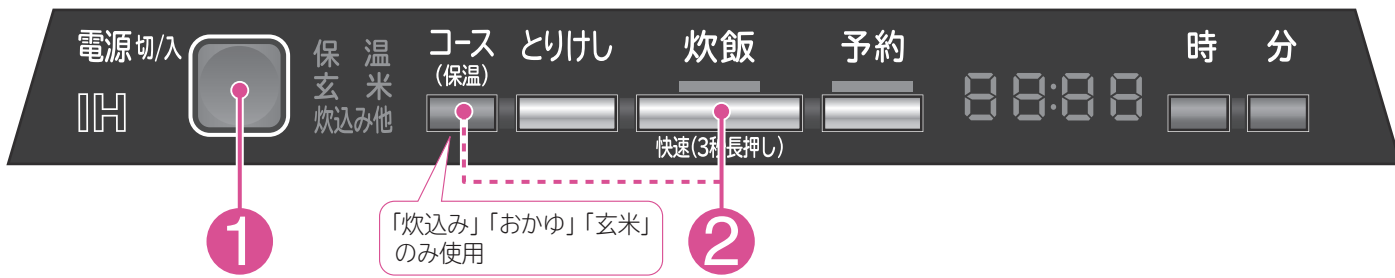 電源 切/入
IH
保 温
玄 米
炊込み他
コース
(保温)
とりけし
炊飯
快速(3秒長押し)
予約
88:88
時
分
「炊込み」「おかゆ」「玄米」
のみ使用
1
2